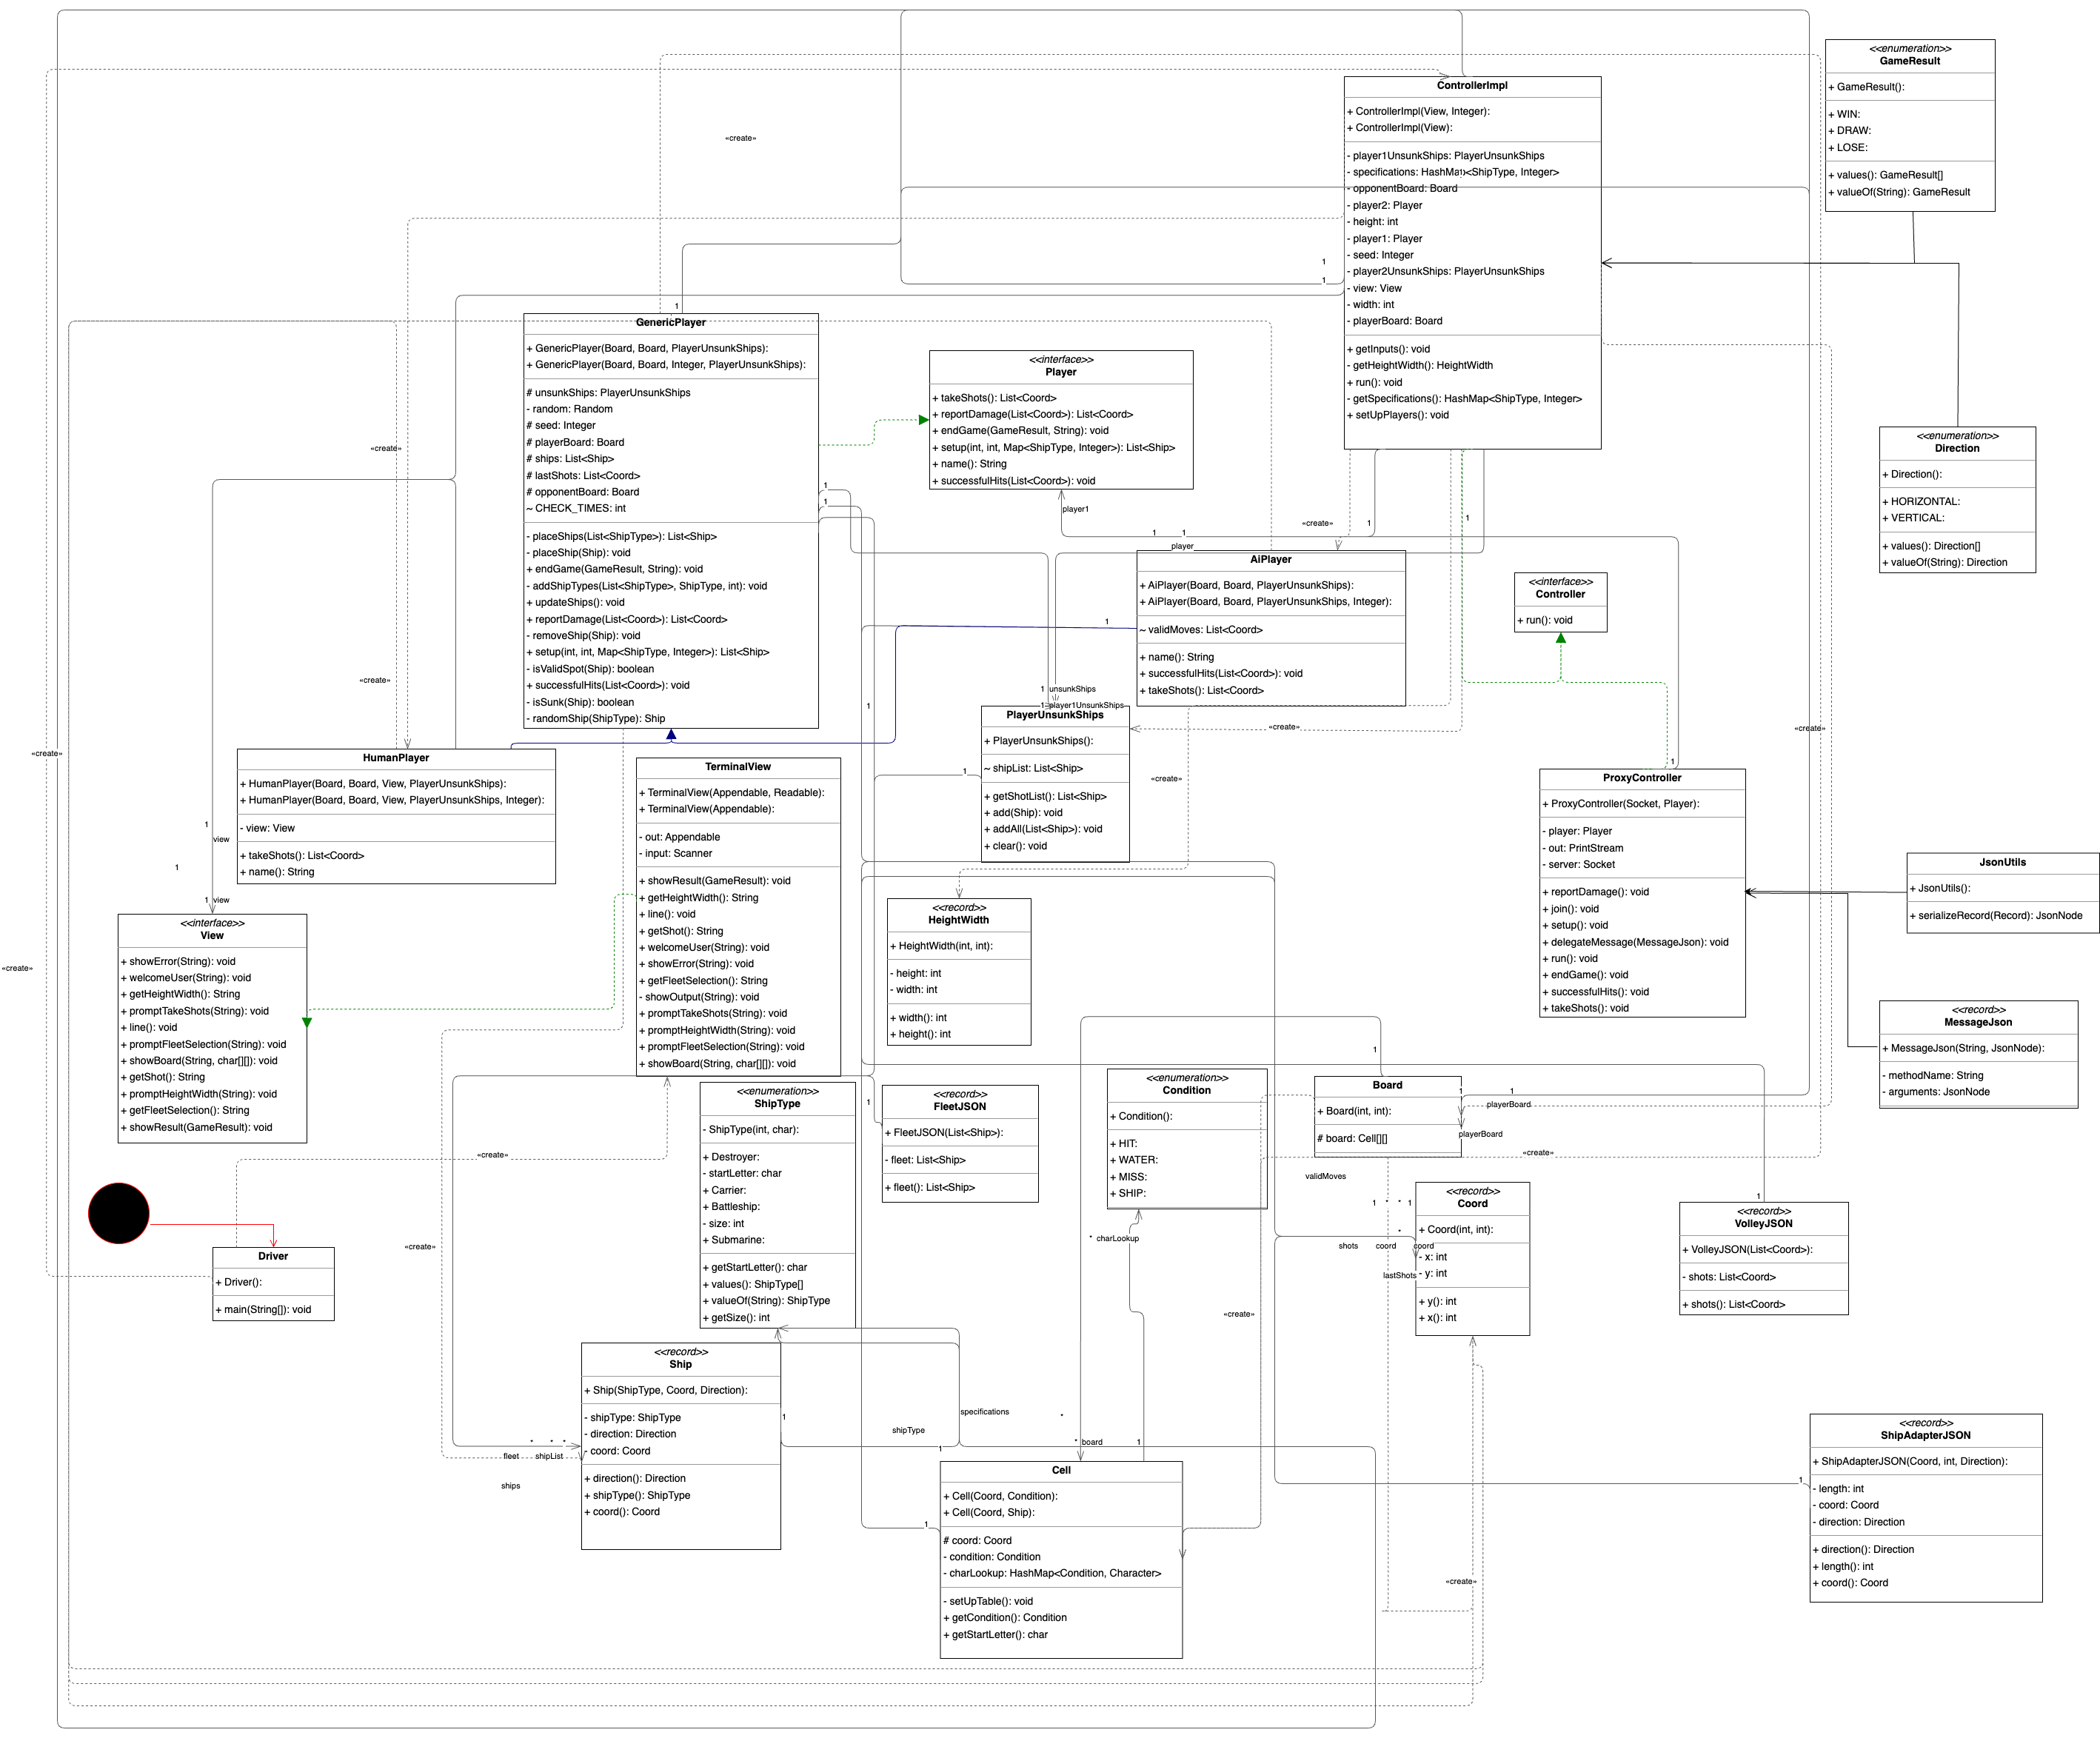 <<enumeration>>
GameResult
+ GameResult():
+ WIN:
+ DRAW:
+ LOSE:
+ values(): GameResult[]
+ valueOf(String): GameResult
ControllerImpl
+ ControllerImpl(View, Integer):
+ ControllerImpl(View):
- player1UnsunkShips: PlayerUnsunkShips
- specifications: HashMap<ShipType, Integer>
- opponentBoard: Board
- player2: Player
- height: int
- player1: Player
- seed: Integer
- player2UnsunkShips: PlayerUnsunkShips
- view: View
- width: int
- playerBoard: Board
+ getInputs(): void
- getHeightWidth(): HeightWidth
+ run(): void
- getSpecifications(): HashMap<ShipType, Integer>
+ setUpPlayers(): void
«create»
1
1
1
1
GenericPlayer
+ GenericPlayer(Board, Board, PlayerUnsunkShips):
+ GenericPlayer(Board, Board, Integer, PlayerUnsunkShips):
# unsunkShips: PlayerUnsunkShips
- random: Random
# seed: Integer
# playerBoard: Board
# ships: List<Ship>
# lastShots: List<Coord>
# opponentBoard: Board
~ CHECK_TIMES: int
- placeShips(List<ShipType>): List<Ship>
- placeShip(Ship): void
+ endGame(GameResult, String): void
- addShipTypes(List<ShipType>, ShipType, int): void
+ updateShips(): void
+ reportDamage(List<Coord>): List<Coord>
- removeShip(Ship): void
+ setup(int, int, Map<ShipType, Integer>): List<Ship>
- isValidSpot(Ship): boolean
+ successfulHits(List<Coord>): void
- isSunk(Ship): boolean
- randomShip(ShipType): Ship
<<interface>>
Player
+ takeShots(): List<Coord>
+ reportDamage(List<Coord>): List<Coord>
+ endGame(GameResult, String): void
+ setup(int, int, Map<ShipType, Integer>): List<Ship>
+ name(): String
+ successfulHits(List<Coord>): void
<<enumeration>>
Direction
+ Direction():
+ HORIZONTAL:
+ VERTICAL:
+ values(): Direction[]
+ valueOf(String): Direction
«create»
1
1
player1
«create»
1
1
1
1
player
AiPlayer
+ AiPlayer(Board, Board, PlayerUnsunkShips):
+ AiPlayer(Board, Board, PlayerUnsunkShips, Integer):
~ validMoves: List<Coord>
+ name(): String
+ successfulHits(List<Coord>): void
+ takeShots(): List<Coord>
<<interface>>
Controller
+ run(): void
1
«create»
1
1 unsunkShips
1 player1UnsunkShips
PlayerUnsunkShips
+ PlayerUnsunkShips():
~ shipList: List<Ship>
+ getShotList(): List<Ship>
+ add(Ship): void
+ addAll(List<Ship>): void
+ clear(): void
«create»
«create»
«create»
«create»
1
1
HumanPlayer
+ HumanPlayer(Board, Board, View, PlayerUnsunkShips):
+ HumanPlayer(Board, Board, View, PlayerUnsunkShips, Integer):
- view: View
+ takeShots(): List<Coord>
+ name(): String
TerminalView
+ TerminalView(Appendable, Readable):
+ TerminalView(Appendable):
- out: Appendable
- input: Scanner
+ showResult(GameResult): void
+ getHeightWidth(): String
+ line(): void
+ getShot(): String
+ welcomeUser(String): void
+ showError(String): void
+ getFleetSelection(): String
- showOutput(String): void
+ promptTakeShots(String): void
+ promptHeightWidth(String): void
+ promptFleetSelection(String): void
+ showBoard(String, char[][]): void
ProxyController
+ ProxyController(Socket, Player):
- player: Player
- out: PrintStream
- server: Socket
+ reportDamage(): void
+ join(): void
+ setup(): void
+ delegateMessage(MessageJson): void
+ run(): void
+ endGame(): void
+ successfulHits(): void
+ takeShots(): void
1
view
1
1 view
«create»
<<interface>>
View
+ showError(String): void
+ welcomeUser(String): void
+ getHeightWidth(): String
+ promptTakeShots(String): void
+ line(): void
+ promptFleetSelection(String): void
+ showBoard(String, char[][]): void
+ getShot(): String
+ promptHeightWidth(String): void
+ getFleetSelection(): String
+ showResult(GameResult): void
<<record>>
HeightWidth
+ HeightWidth(int, int):
- height: int
- width: int
+ width(): int
+ height(): int
JsonUtils
+ JsonUtils():
+ serializeRecord(Record): JsonNode
<<record>>
MessageJson
+ MessageJson(String, JsonNode):
- methodName: String
- arguments: JsonNode
<<enumeration>>
ShipType
- ShipType(int, char):
+ Destroyer:
- startLetter: char
+ Carrier:
+ Battleship:
- size: int
+ Submarine:
+ getStartLetter(): char
+ values(): ShipType[]
+ valueOf(String): ShipType
+ getSize(): int
1
<<record>>
FleetJSON
+ FleetJSON(List<Ship>):
- fleet: List<Ship>
+ fleet(): List<Ship>
<<enumeration>>
Condition
+ Condition():
+ HIT:
+ WATER:
+ MISS:
+ SHIP:
1
Board
+ Board(int, int):
# board: Cell[][]
1
1
playerBoard
playerBoard
«create»
«create»
validMoves
1 * * 1
*
<<record>>
Coord
+ Coord(int, int):
- x: int
- y: int
+ y(): int
+ x(): int
shots
coord
coord
lastShots
1
<<record>>
VolleyJSON
+ VolleyJSON(List<Coord>):
- shots: List<Coord>
+ shots(): List<Coord>
* charLookup
«create»
«create»
Driver
+ Driver():
+ main(String[]): void
<<record>>
Ship
+ Ship(ShipType, Coord, Direction):
- shipType: ShipType
- direction: Direction
- coord: Coord
+ direction(): Direction
+ shipType(): ShipType
+ coord(): Coord
* * *
fleet
shipList
ships
1
shipType
specifications
1
*
* board
1
Cell
+ Cell(Coord, Condition):
+ Cell(Coord, Ship):
# coord: Coord
- condition: Condition
- charLookup: HashMap<Condition, Character>
- setUpTable(): void
+ getCondition(): Condition
+ getStartLetter(): char
1
1
<<record>>
ShipAdapterJSON
+ ShipAdapterJSON(Coord, int, Direction):
- length: int
- coord: Coord
- direction: Direction
+ direction(): Direction
+ length(): int
+ coord(): Coord
«create»